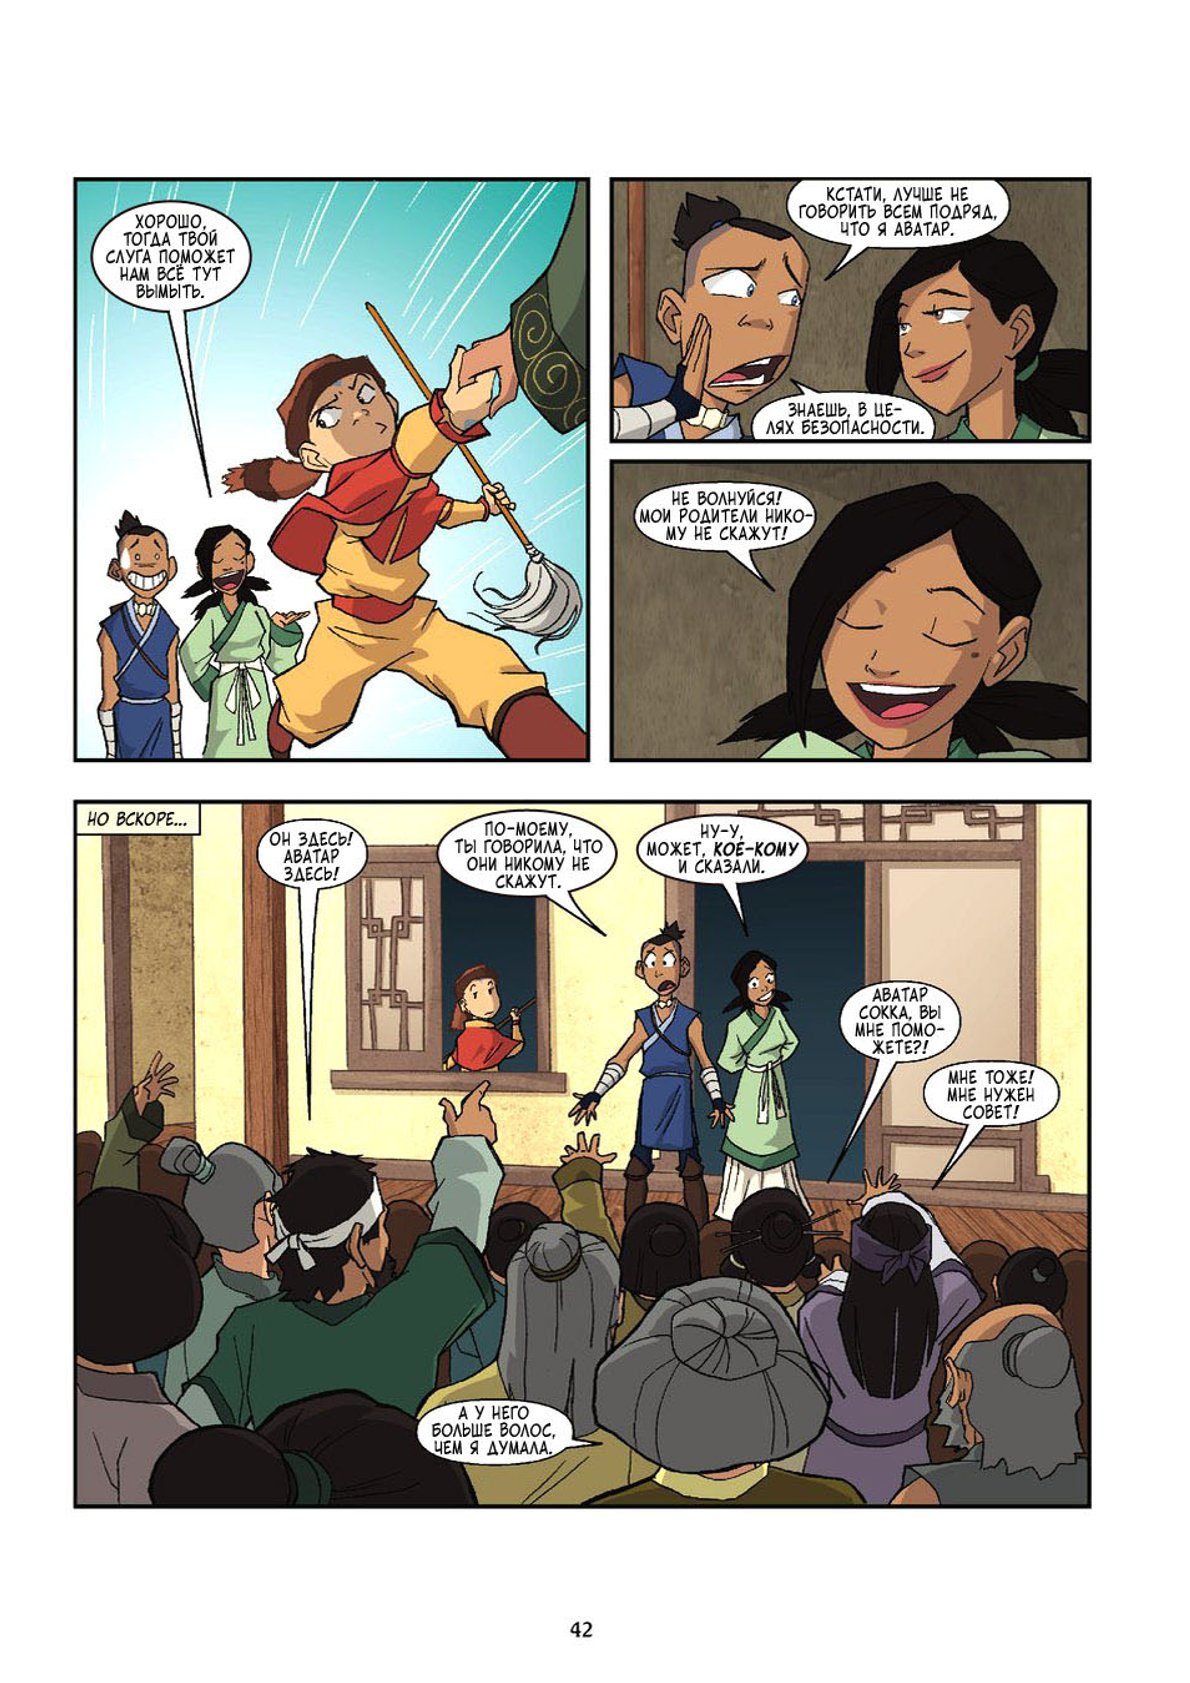 ХОРОШО,
ТОГДА ТВОЙ
СЛУГА ПОМОЖЕТ
НАМ ВСЁ ТУТ
ВЫМЫТЬ.
КСТАТИ, ЛУЧШЕ НЕ
ГОВОРИТЬ ВСЕМ ПОДРЯД,
ЧТО Я АВАТАР.
ЗНАЕШЬ, В ЦЕ-
ЛЯХ БЕЗОПАСНОСТИ.
НЕ ВОЛНУЙСЯ!
МОИ РОДИТЕЛИ НИКО-
МУ НЕ СКАЖУТ!
НО ВСКОРЕ...
ОН ЗДЕСЬ!
АВАТАР
ЗДЕСЬ!
ПО-МОЕМУ,
ТЫ ГОВОРИЛА, ЧТО
ОНИ НИКОМУ НЕ
СКАЖУТ.
НУ-У,
МОЖЕТ, КОЕ-КОМУ
И СКАЗАЛИ.
АВАТАР
СОККА, ВЫ
МНЕ ПОМО-
ЖЕТЕ?!
МНЕ ТОЖЕ!
МНЕ НУЖЕН
СОВЕТ!
А У НЕГО
БОЛЬШЕ ВОЛОС,
ЧЕМ Я ДУМАЛА.
42